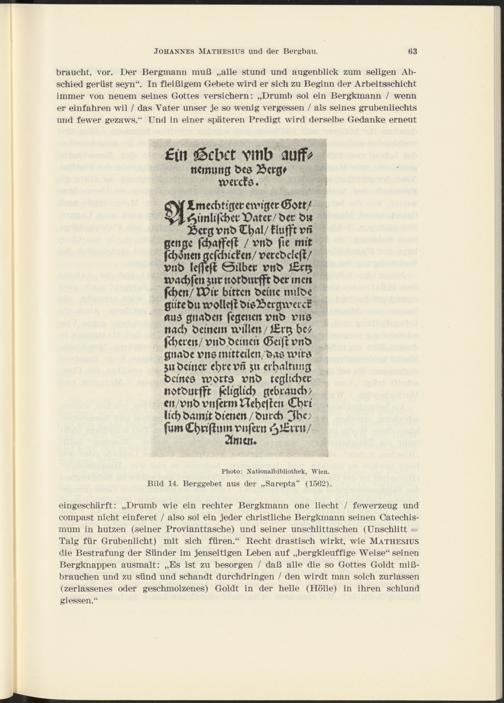 JOHANNES MATHESIUS und der Bergbau. 63
braucht, vor. Der Bergmann muß „alle stund und augenblick zum seligen Ab-
schied gerüst seyn“. In fleißigem Gebete wird er sich zu Beginn der Arbeitsschicht
immer von neuem seines Gottes versichern: „Drumb sol ein Bergkmann / wenn
er einfahren wil / das Vater unser je so wenig vergessen / als seines grubenliechts
und fewer gezaws.“ Und in einer späteren Predigt wird derselbe Gedanke erneut
Ein Gebet vmb auff⸗
nemung des Berg⸗
wercks.
ALmechtiger ewiger Gott/
Himlischer Vater/ der du
Berg vnd Thal/ klufft vñ
genge schaffest / vnd sie mit
schönen geschicken/ veredelest/
vnd lessest Silber vnd Ertz
wachsen zur notdurfft der men
schen/ Wir bitten deine milde
güte du wollest dis Bergwerck
aus gnaden segenen vnd vns
nach deinem willen / Ertz be⸗
scheren/ vnd deinen Geist vnd
gnade vns mitteilen/ das wirs
zu deiner ehre vñ zu erhaltung
deines worts vnd teglicher
notdurfft seliglich gebrauch⸗
en/ vnd vnserm Nehesten Chri
lich damit dienen / durch Jhe⸗
sum Christum vnsern HErrn/
Amen.
Photo: Nationalbibliothek, Wien.
Bild 14. Berggebet aus der „Sarepta“ (1562).
eingeschärft: „Drumb wie ein rechter Bergkmann one liecht / fewerzeug und
compast nicht einferet / also sol ein jeder christliche Bergkmann seinen Catechis-
mum in hutzen (seiner Provianttasche) und seiner unschlitttaschen (Unschlitt =
Talg für Grubenlicht) mit sich füren.“ Recht drastisch wirkt, wie MATHESIUS
die Bestrafung der Sünder im jenseitigen Leben auf „bergkleuffige Weise“ seinen
Bergknappen ausmalt: „Es ist zu besorgen / daß alle die so Gottes Goldt miß-
brauchen und zu sünd und schandt durchdringen / den wirdt man solch zurlassen
(zerlassenes oder geschmolzenes) Goldt in der helle (Hölle) in ihren schlund
giessen.“